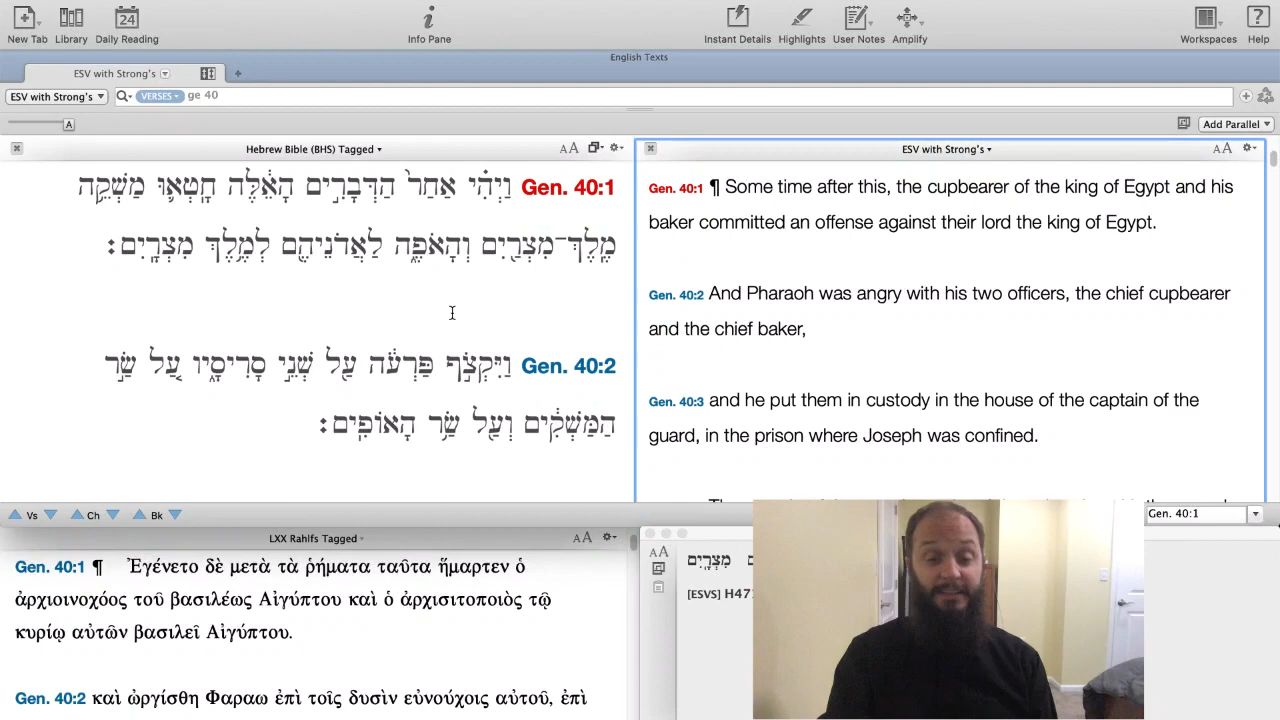 New Tab Library Daily Reading Info Pane Instant Details Highlights User Notes Amplify Workspaces Help
24
English Texts
ESV with Strong's
ESV with Strong's VERSES ge 40
A Add Parallel
Hebrew Bible (BHS) Tagged
Gen. 40:1 וַיְהִ֗י אַחַר֙ הַדְּבָרִ֣ים הָאֵ֔לֶּה חָֽטְא֛וּ מַשְׁקֵ֥ה
מֶֽלֶךְ־מִצְרַ֖יִם וְהָאֹפֶ֑ה לַאֲדֹנֵיהֶ֖ם לְמֶ֥לֶךְ מִצְרָֽיִם׃
Gen. 40:2 וַיִּקְצֹ֣ף פַּרְעֹ֔ה עַ֖ל שְׁנֵ֣י סָרִיסָ֑יו עַ֚ל שַׂ֣ר
הַמַּשְׁקִ֔ים וְעַ֖ל שַׂ֥ר הָאוֹפִֽים׃
ESV with Strong's
Gen. 40:1 ¶ Some time after this, the cupbearer of the king of Egypt and his
baker committed an offense against their lord the king of Egypt.
Gen. 40:2 And Pharaoh was angry with his two officers, the chief cupbearer
and the chief baker,
Gen. 40:3 and he put them in custody in the house of the captain of the
guard, in the prison where Joseph was confined.
Vs Ch Bk
Gen. 40:1
LXX Rahlfs Tagged
Gen. 40:1 ¶ Ἐγένετο δὲ μετὰ τὰ ῥήματα ταῦτα ἥμαρτεν ὁ
ἀρχιοινοχόος τοῦ βασιλέως Αἰγύπτου καὶ ὁ ἀρχισιτοποιὸς τῷ
κυρίῳ αὐτῶν βασιλεῖ Αἰγύπτου.
Gen. 40:2 καὶ ὠργίσθη Φαραω ἐπὶ τοῖς δυσὶν εὐνούχοις αὐτοῦ, ἐπὶ
מִצְרָֽיִם
[ESVS]